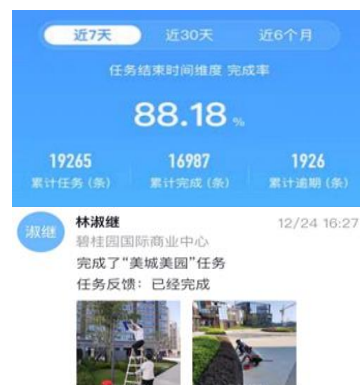 近7天 近30天 近6个月
任务结束时间维度 完成率
88.18 %
19265 16987 1926
累计任务(条) 累计完成(条) 累计逾期(条)
淑继 林淑继 12/24 16:27
碧桂园国际商业中心
完成了“美城美园”任务
任务反馈：已经完成